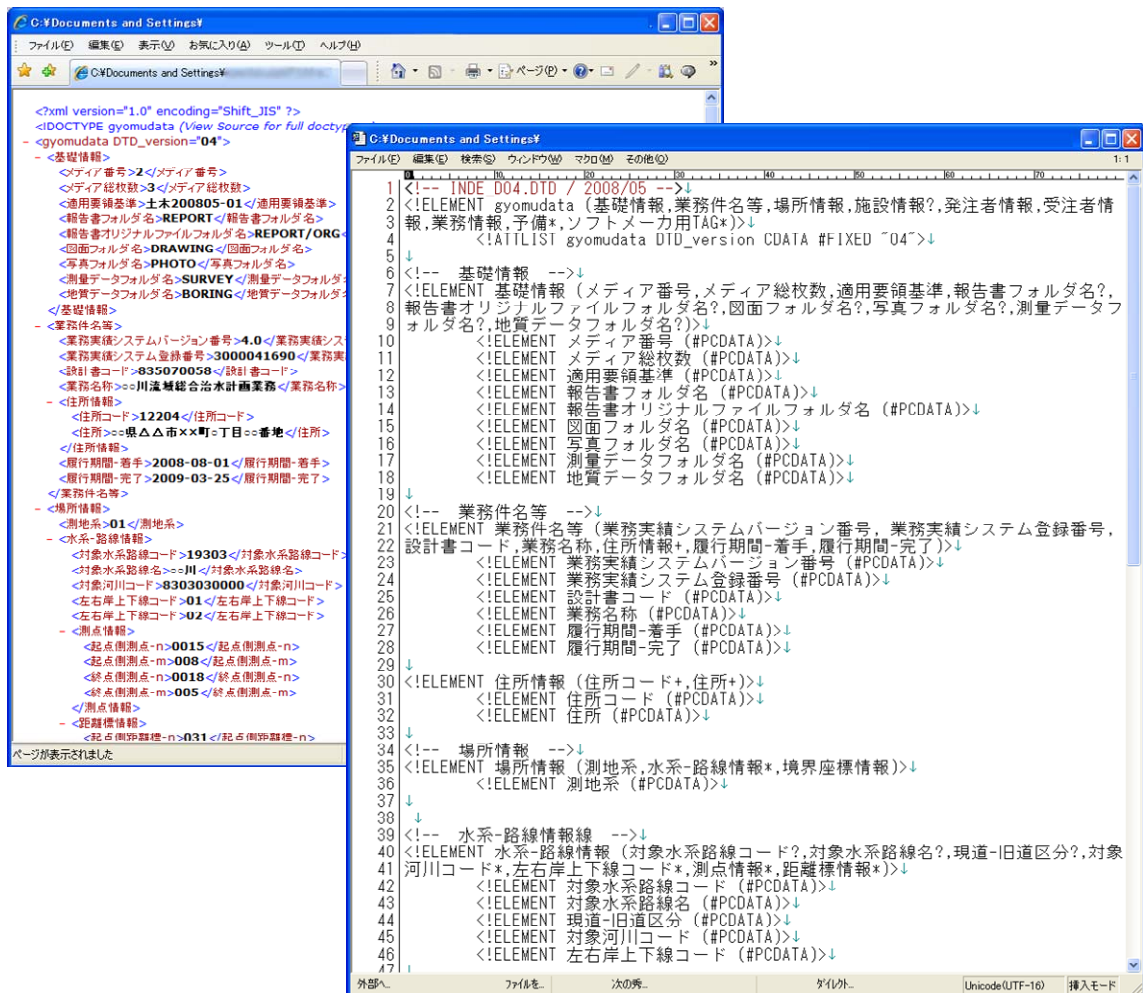 C:¥Documents and Settings¥
ファイル(F) 編集(E) 表示(V) お気に入り(A) ツール(T) ヘルプ(H)
C:¥Documents and Settings¥
ページ(P)
<?xml version="1.0" encoding="Shift_JIS" ?>
<!DOCTYPE gyomudata (View Source for full doctyp
- <gyomudata DTD_version="04">
- <基礎情報>
<メディア番号>2</メディア番号>
<メディア総枚数>3</メディア総枚数>
<適用要領基準>土木200805-01</適用要領基準>
<報告書フォルダ名>REPORT</報告書フォルダ名>
<報告書オリジナルファイルフォルダ名>REPORT/ORG<
<図面フォルダ名>DRAWING</図面フォルダ名>
<写真フォルダ名>PHOTO</写真フォルダ名>
<測量データフォルダ名>SURVEY</測量データフォルダ
<地質データフォルダ名>BORING</地質データフォルダ
</基礎情報>
- <業務件名等>
<業務実績システムバージョン番号>4.0</業務実績シス
<業務実績システム登録番号>3000041690</業務実
<設計書コード>835070058</設計書コード>
<業務名称>○○川流域総合治水計画業務</業務名称>
- <住所情報>
<住所コード>12204</住所コード>
<住所>○○県△△市××町○丁目○○番地</住所>
</住所情報>
<履行期間-着手>2008-08-01</履行期間-着手>
<履行期間-完了>2009-03-25</履行期間-完了>
</業務件名等>
- <場所情報>
<測地系>01</測地系>
- <水系-路線情報>
<対象水系路線コード>19303</対象水系路線コード>
<対象水系路線名>○○川</対象水系路線名>
<対象河川コード>8303030000</対象河川コード>
<左右岸上下線コード>01</左右岸上下線コード>
<左右岸上下線コード>02</左右岸上下線コード>
- <測点情報>
<起点側測点-n>0015</起点側測点-n>
<起点側測点-m>008</起点側測点-m>
<終点側測点-n>0018</終点側測点-n>
<終点側測点-m>005</終点側測点-m>
</測点情報>
- <距離標情報>
<起点側距離標-n>031</起点側距離標-n>
ページが表示されました
C:¥Documents and Settings¥
ファイル(F) 編集(E) 検索(S) ウィンドウ(W) マクロ(M) その他(O) 1:1
0 10 20 30 40 50 60 70
1 <!-- INDE_D04.DTD / 2008/05 -->↓
2 <!ELEMENT gyomudata (基礎情報,業務件名等,場所情報,施設情報?,発注者情報,受注者情
3 報,業務情報,予備*,ソフトメーカ用TAG*)>↓
4 <!ATTLIST gyomudata DTD_version CDATA #FIXED "04">↓
5 ↓
6 <!-- 基礎情報 -->↓
7 <!ELEMENT 基礎情報 (メディア番号,メディア総枚数,適用要領基準,報告書フォルダ名?,
8 報告書オリジナルファイルフォルダ名?,図面フォルダ名?,写真フォルダ名?,測量データフ
9 ォルダ名?,地質データフォルダ名?)>↓
10 <!ELEMENT メディア番号 (#PCDATA)>↓
11 <!ELEMENT メディア総枚数 (#PCDATA)>↓
12 <!ELEMENT 適用要領基準 (#PCDATA)>↓
13 <!ELEMENT 報告書フォルダ名 (#PCDATA)>↓
14 <!ELEMENT 報告書オリジナルファイルフォルダ名 (#PCDATA)>↓
15 <!ELEMENT 図面フォルダ名 (#PCDATA)>↓
16 <!ELEMENT 写真フォルダ名 (#PCDATA)>↓
17 <!ELEMENT 測量データフォルダ名 (#PCDATA)>↓
18 <!ELEMENT 地質データフォルダ名 (#PCDATA)>↓
19 ↓
20 <!-- 業務件名等 -->↓
21 <!ELEMENT 業務件名等 (業務実績システムバージョン番号, 業務実績システム登録番号,
22 設計書コード,業務名称,住所情報+,履行期間-着手,履行期間-完了)>↓
23 <!ELEMENT 業務実績システムバージョン番号 (#PCDATA)>↓
24 <!ELEMENT 業務実績システム登録番号 (#PCDATA)>↓
25 <!ELEMENT 設計書コード (#PCDATA)>↓
26 <!ELEMENT 業務名称 (#PCDATA)>↓
27 <!ELEMENT 履行期間-着手 (#PCDATA)>↓
28 <!ELEMENT 履行期間-完了 (#PCDATA)>↓
29 ↓
30 <!ELEMENT 住所情報 (住所コード+,住所+)>↓
31 <!ELEMENT 住所コード (#PCDATA)>↓
32 <!ELEMENT 住所 (#PCDATA)>↓
33 ↓
34 <!-- 場所情報 -->↓
35 <!ELEMENT 場所情報 (測地系,水系-路線情報*,境界座標情報)>↓
36 <!ELEMENT 測地系 (#PCDATA)>↓
37 ↓
38 ↓
39 <!-- 水系-路線情報線 -->↓
40 <!ELEMENT 水系-路線情報 (対象水系路線コード?,対象水系路線名?,現道-旧道区分?,対象
41 河川コード*,左右岸上下線コード*,測点情報*,距離標情報*)>↓
42 <!ELEMENT 対象水系路線コード (#PCDATA)>↓
43 <!ELEMENT 対象水系路線名 (#PCDATA)>↓
44 <!ELEMENT 現道-旧道区分 (#PCDATA)>↓
45 <!ELEMENT 対象河川コード (#PCDATA)>↓
46 <!ELEMENT 左右岸上下線コード (#PCDATA)>↓
47
外部へ... ファイルを... 次の秀... ダイレクト... Unicode(UTF-16) 挿入モード